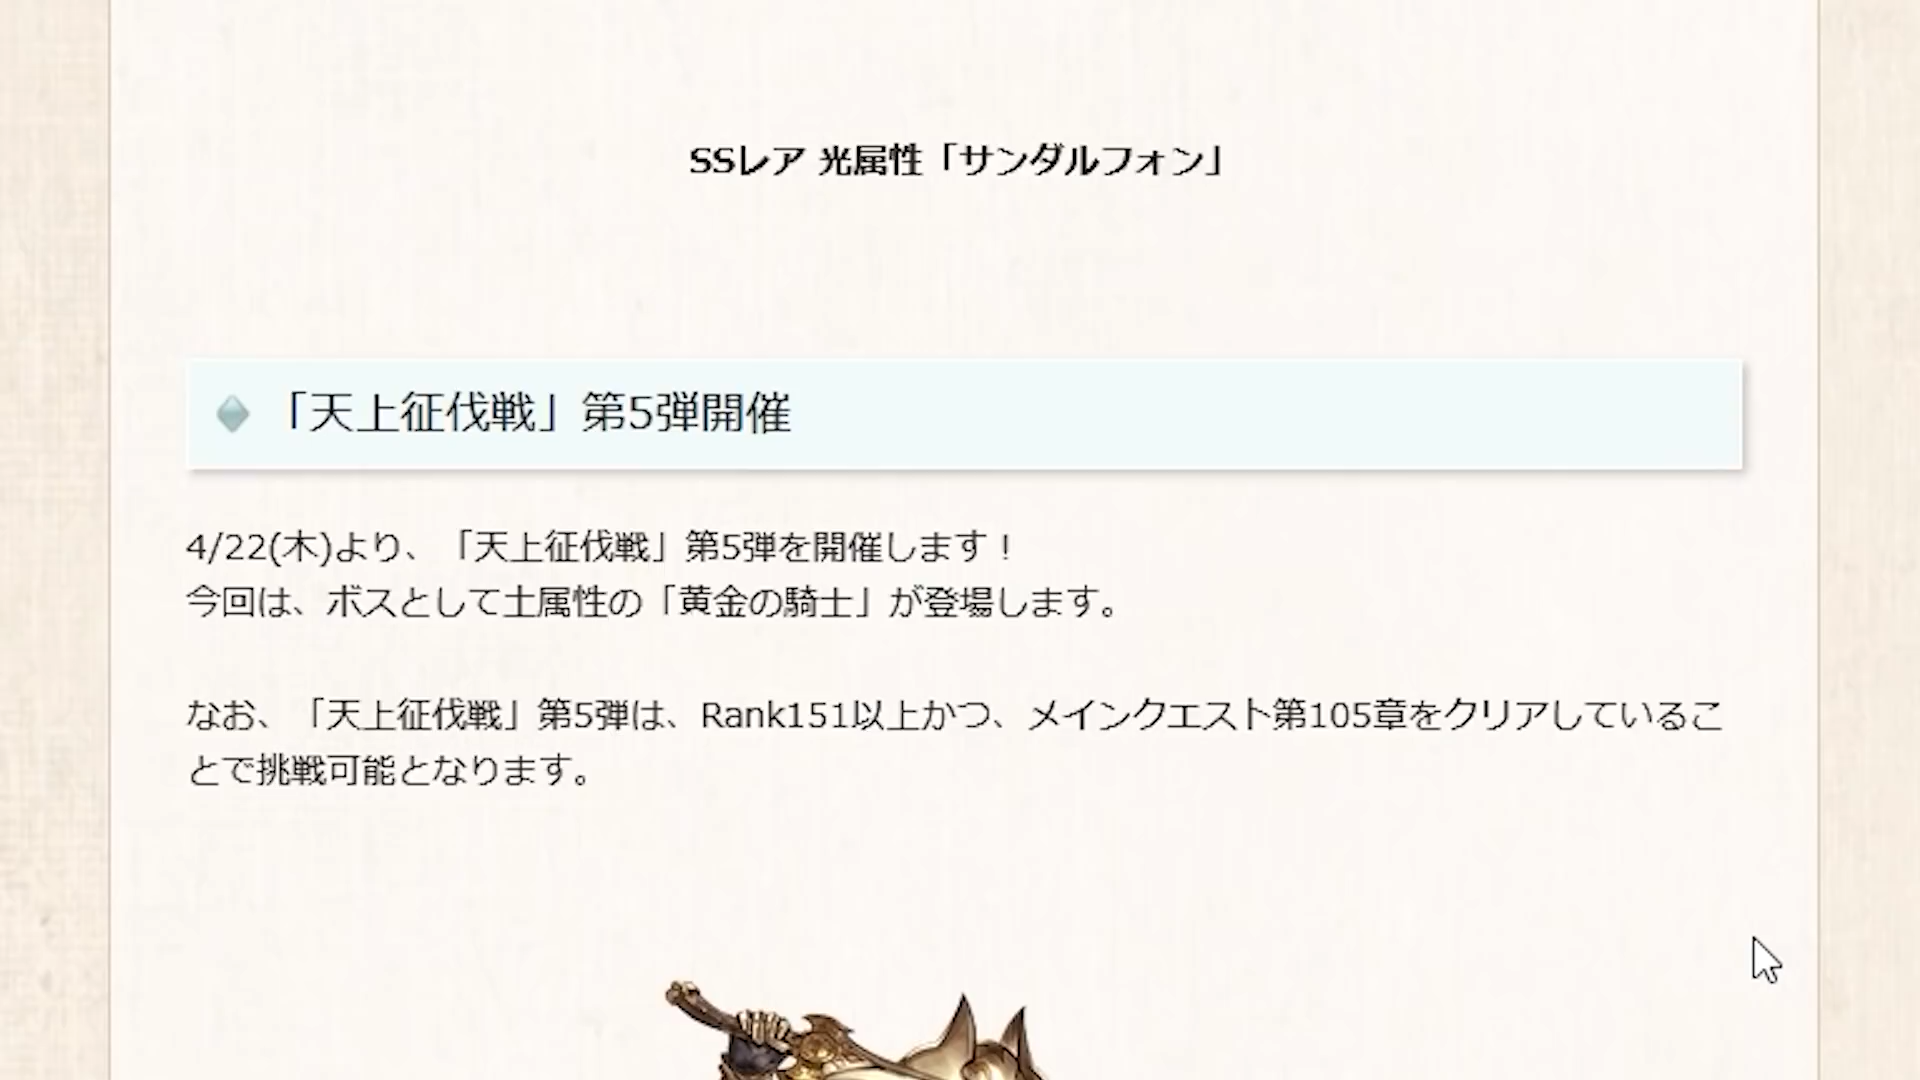 SSレア 光属性「サンダルフォン」
「天上征伐戦」第5弾開催
4/22(木)より、「天上征伐戦」第5弾を開催します！
今回は、ボスとして土属性の「黄金の騎士」が登場します。
なお、「天上征伐戦」第5弾は、Rank151以上かつ、メインクエスト第105章をクリアしているこ
とで挑戦可能となります。